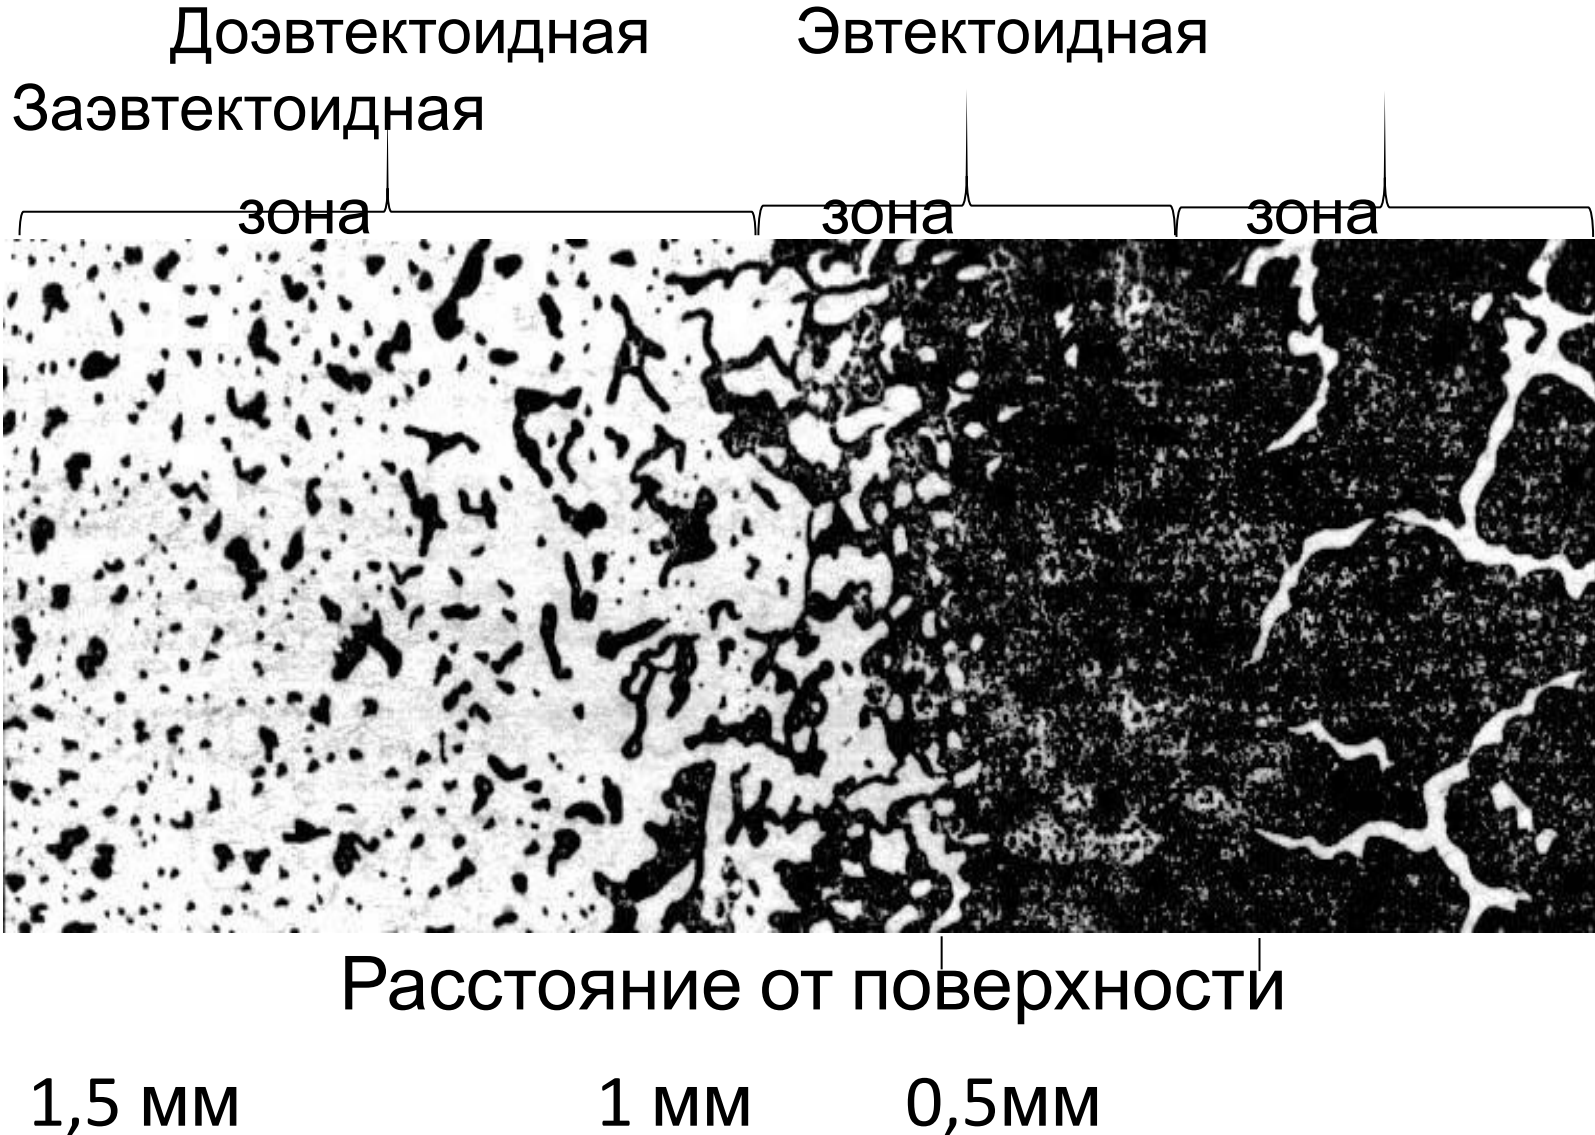 Доэвтектоидная Эвтектоидная
Заэвтектоидная
зона зона зона
Расстояние от поверхности
1,5 мм 1 мм 0,5мм